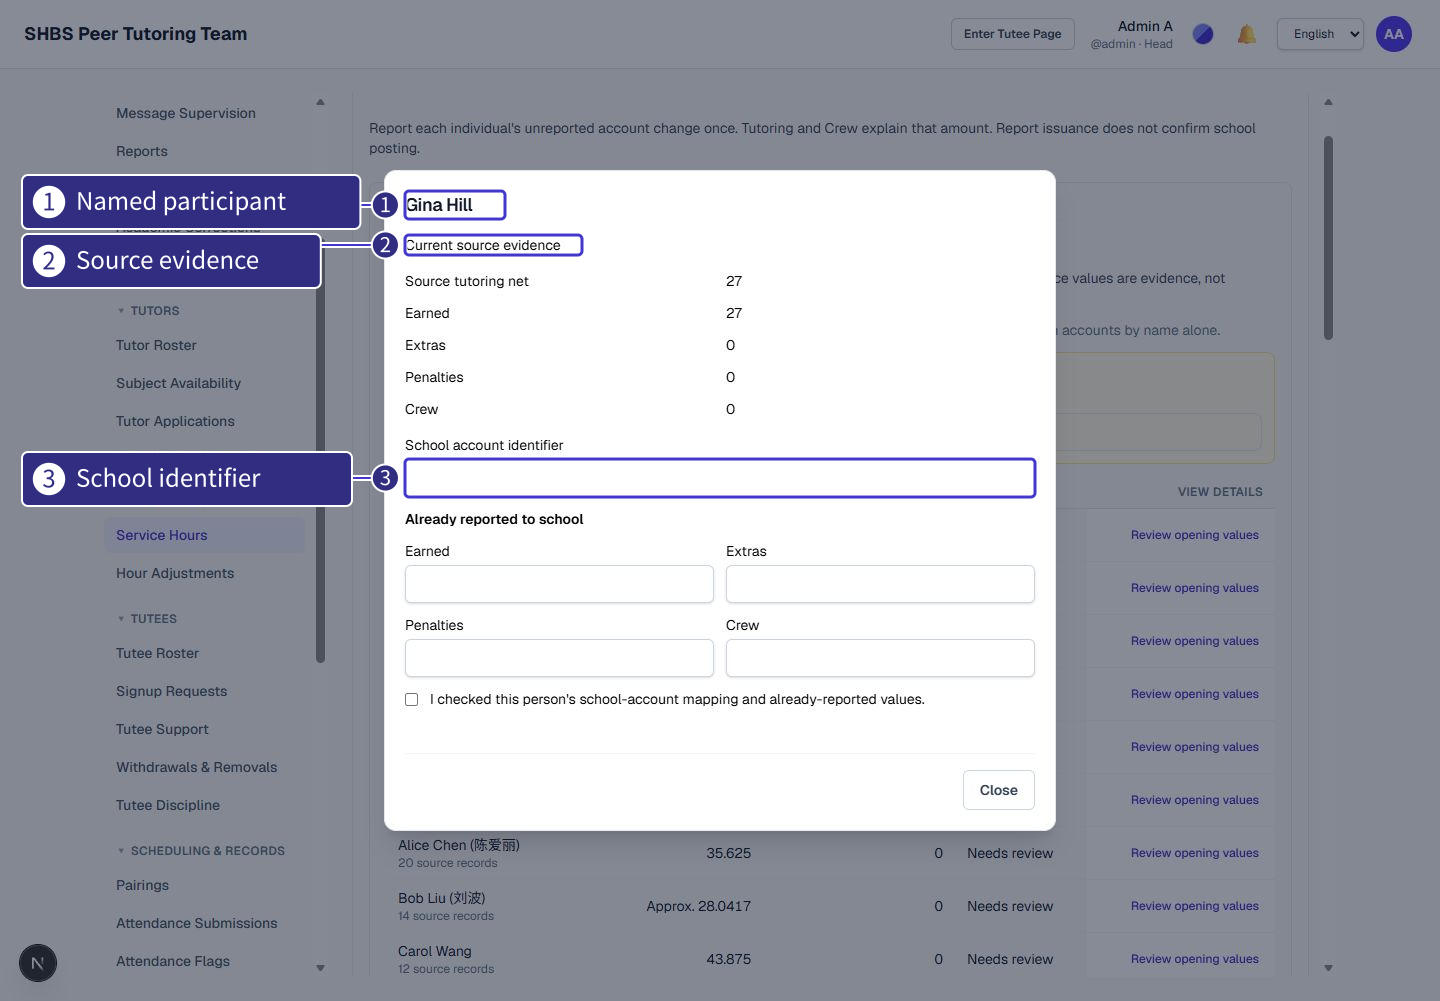 SHBS Peer Tutoring Team
Enter Tutee Page
Admin A
@admin · Head
English
AA
Message Supervision
Reports
① Named participant
② Source evidence
TUTORS
Tutor Roster
Subject Availability
Tutor Applications
③ School identifier
Service Hours
Hour Adjustments
TUTEES
Tutee Roster
Signup Requests
Tutee Support
Withdrawals & Removals
Tutee Discipline
SCHEDULING & RECORDS
Pairings
Attendance Submissions
Attendance Flags
N
Report each individual's unreported account change once. Tutoring and Crew explain that amount. Report issuance does not confirm school
posting.
1 Gina Hill
2 Current source evidence
Source tutoring net 27
Earned 27
Extras 0
Penalties 0
Crew 0
School account identifier
3
Already reported to school
Earned Extras
Penalties Crew
I checked this person's school-account mapping and already-reported values.
Close
ce values are evidence, not
accounts by name alone.
VIEW DETAILS
Review opening values
Review opening values
Review opening values
Review opening values
Review opening values
Review opening values
Alice Chen (陈爱丽) 35.625 0 Needs review Review opening values
20 source records
Bob Liu (刘波) Approx. 28.0417 0 Needs review Review opening values
14 source records
Carol Wang 43.875 0 Needs review Review opening values
12 source records